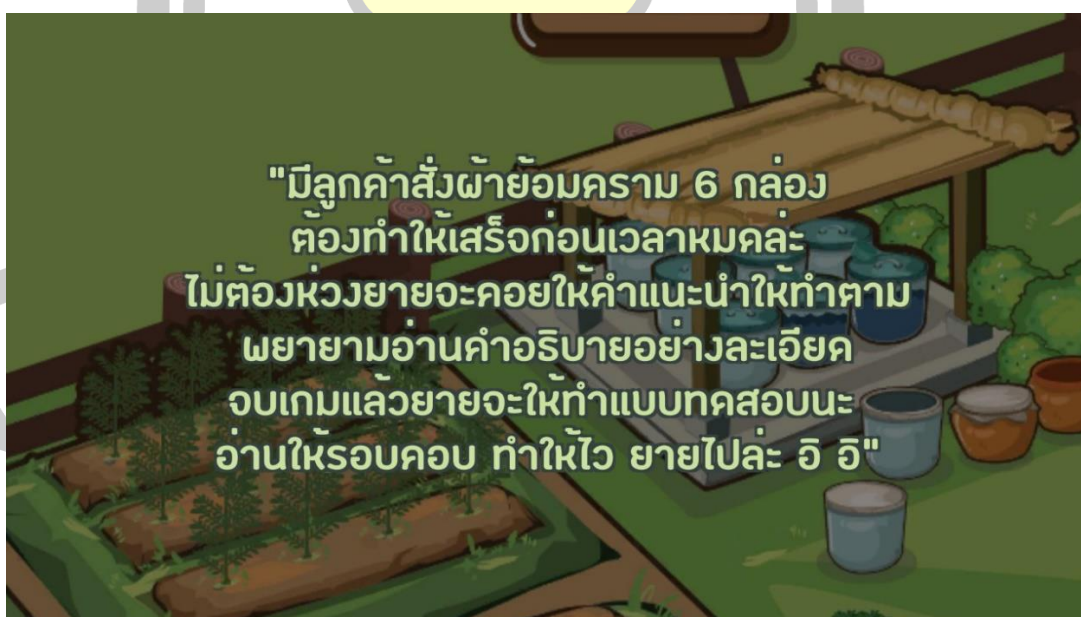 "มีลูกค้าสั่งผ้าย้อมคราม 6 กล่อง
ต้องทำให้เสร็จก่อนเวลาหมดล่ะ
ไม่ต้องห่วงยายจะคอยให้คำแนะนำให้ทำตาม
พยายามอ่านคำอธิบายอย่างละเอียด
จบเกมแล้วยายจะให้ทำแบบทดสอบนะ
อ่านให้รอบคอบ ทำให้ไว ยายไปล่ะ อิ อิ"